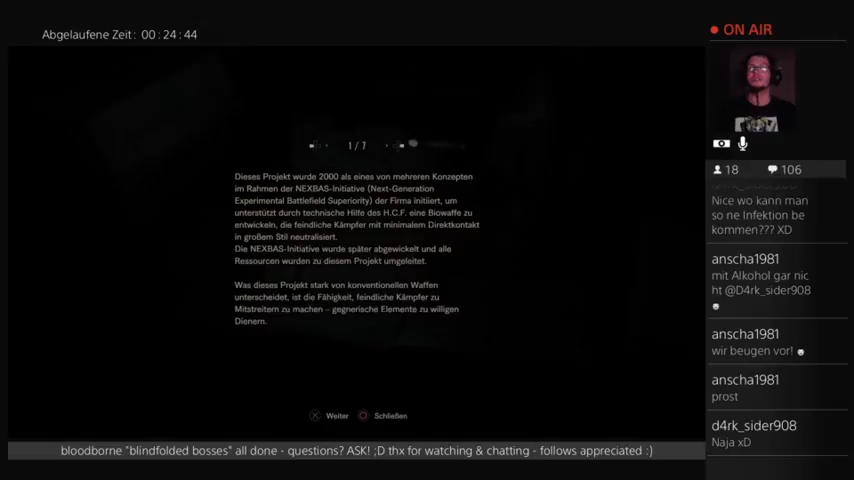 Abgelaufene Zeit: 00:24:44
ON AIR
18
106
1/7
Dieses Projekt wurde 2000 als eines von mehreren Konzepten
im Rahmen der NEXBAS-Initiative (Next-Generation
Experimental Battlefield Superiority) der Firma initiiert, um
unterstützt durch technische Hilfe des H.C.F. eine Biowaffe zu
entwickeln, die feindliche Kämpfer mit minimalem Direktkontakt
in großem Stil neutralisiert.
Die NEXBAS-Initiative wurde später abgewickelt und alle
Ressourcen wurden zu diesem Projekt umgeleitet.
Was dieses Projekt stark von konventionellen Waffen
unterscheidet, ist die Fähigkeit, feindliche Kämpfer zu
Mitstreitern zu machen – gegnerische Elemente zu willigen
Dienern.
Weiter
Schließen
Nice wo kann man
so ne Infektion be
kommen??? XD
anscha1981
mit Alkohol gar nic
ht @D4rk_sider908
anscha1981
wir beugen vor!
anscha1981
prost
d4rk_sider908
Naja xD
bloodborne "blindfolded bosses" all done - questions? ASK! ;D thx for watching & chatting - follows appreciated :)